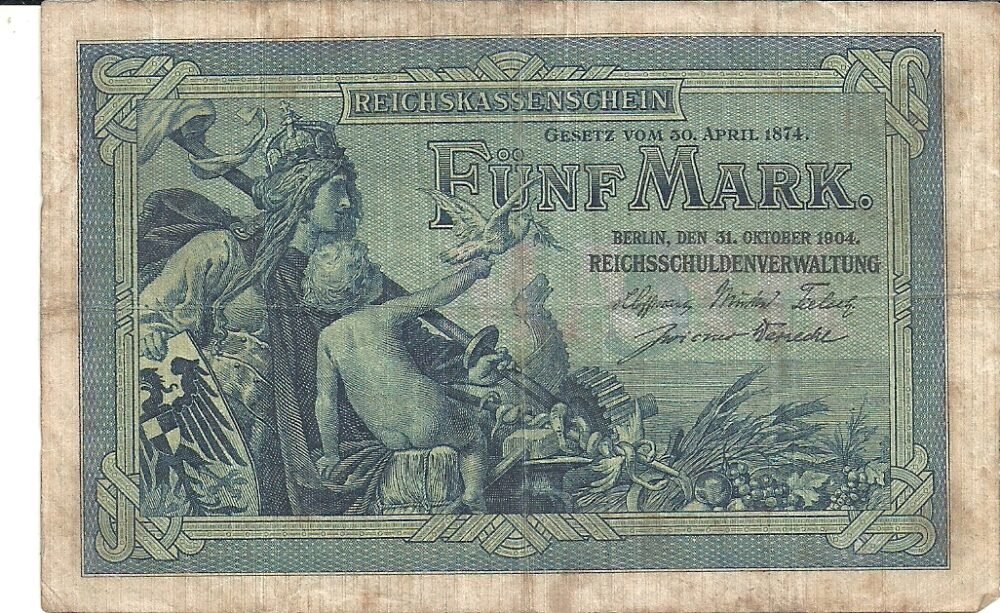 REICHSKASSENSCHEIN
GESETZ VOM 30. APRIL 1874.
FÜNF MARK.
BERLIN, DEN 31. OKTOBER 1904.
REICHSSCHULDENVERWALTUNG